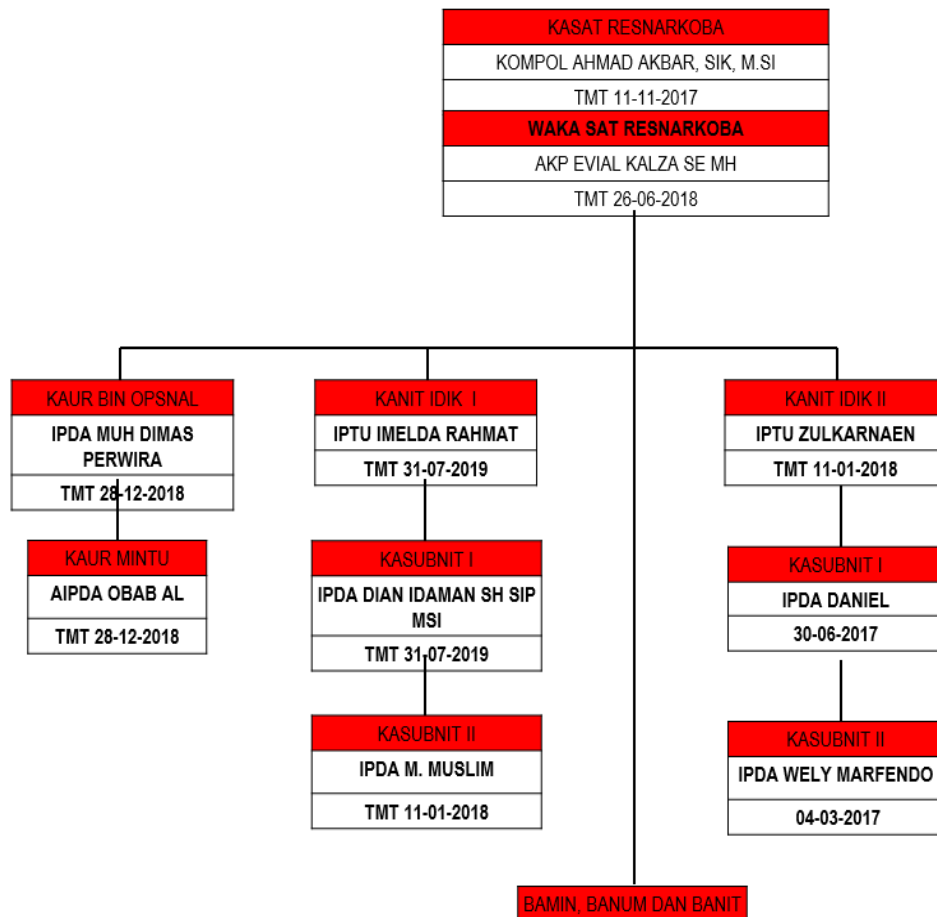 KASAT RESNARKOBA
KOMPOL AHMAD AKBAR, SIK, M.SI
TMT 11-11-2017
WAKA SAT RESNARKOBA
AKP EVIAL KALZA SE MH
TMT 26-06-2018
KAUR BIN OPSNAL
IPDA MUH DIMAS
PERWIRA
TMT 28-12-2018
KAUR MINTU
AIPDA OBAB AL
TMT 28-12-2018
KANIT IDIK I
IPTU IMELDA RAHMAT
TMT 31-07-2019
KASUBNIT I
IPDA DIAN IDAMAN SH SIP
MSI
TMT 31-07-2019
KASUBNIT II
IPDA M. MUSLIM
TMT 11-01-2018
KANIT IDIK II
IPTU ZULKARNAEN
TMT 11-01-2018
KASUBNIT I
IPDA DANIEL
30-06-2017
KASUBNIT II
IPDA WELY MARFENDO
04-03-2017
BAMIN, BANUM DAN BANIT